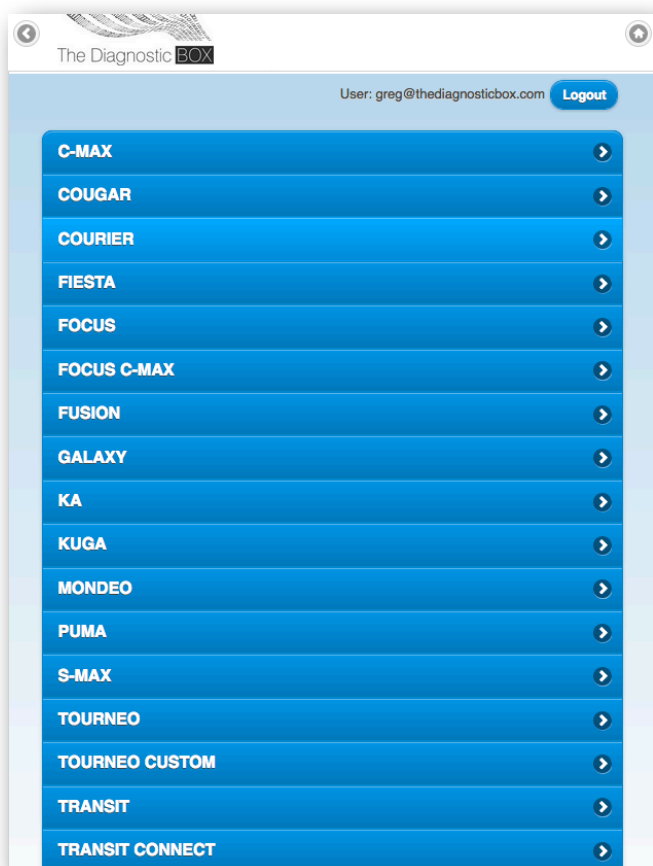 The Diagnostic BOX
User: greg@thediagnosticbox.com Logout
C-MAX
COUGAR
COURIER
FIESTA
FOCUS
FOCUS C-MAX
FUSION
GALAXY
KA
KUGA
MONDEO
PUMA
S-MAX
TOURNEO
TOURNEO CUSTOM
TRANSIT
TRANSIT CONNECT